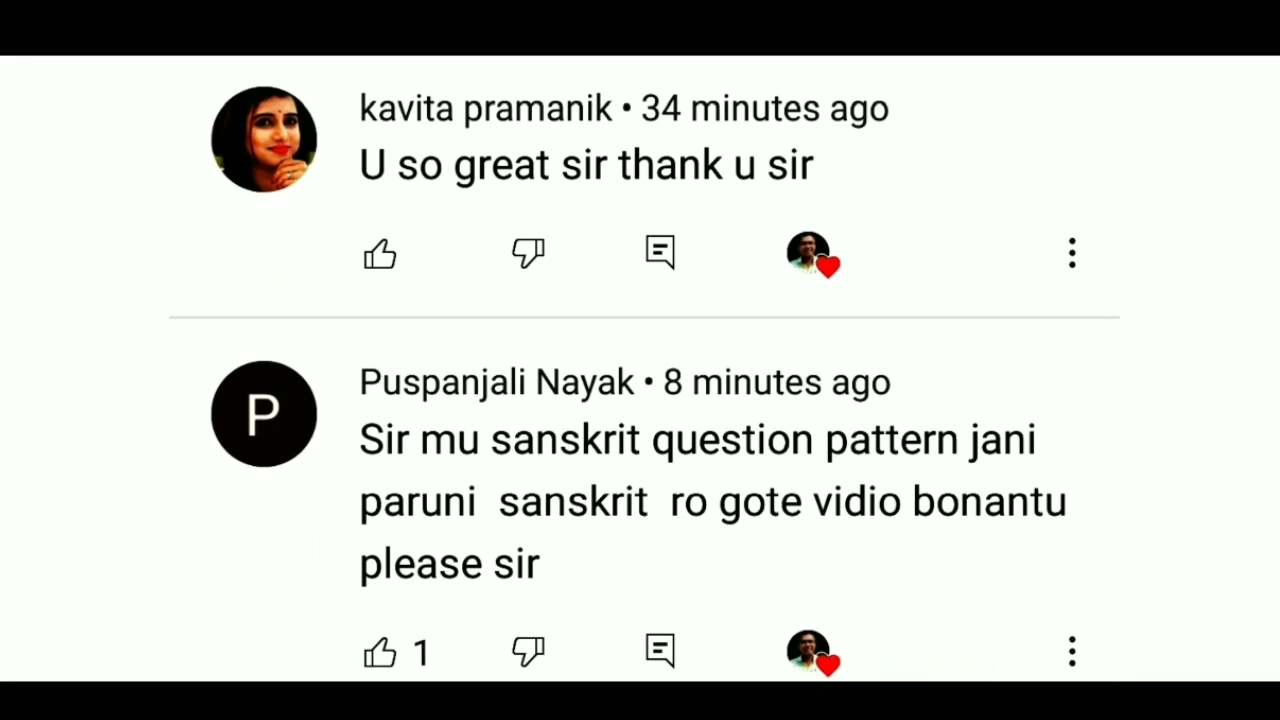 kavita pramanik • 34 minutes ago
U so great sir thank u sir
P
Puspanjali Nayak • 8 minutes ago
Sir mu sanskrit question pattern jani
paruni sanskrit ro gote vidio bonantu
please sir
1